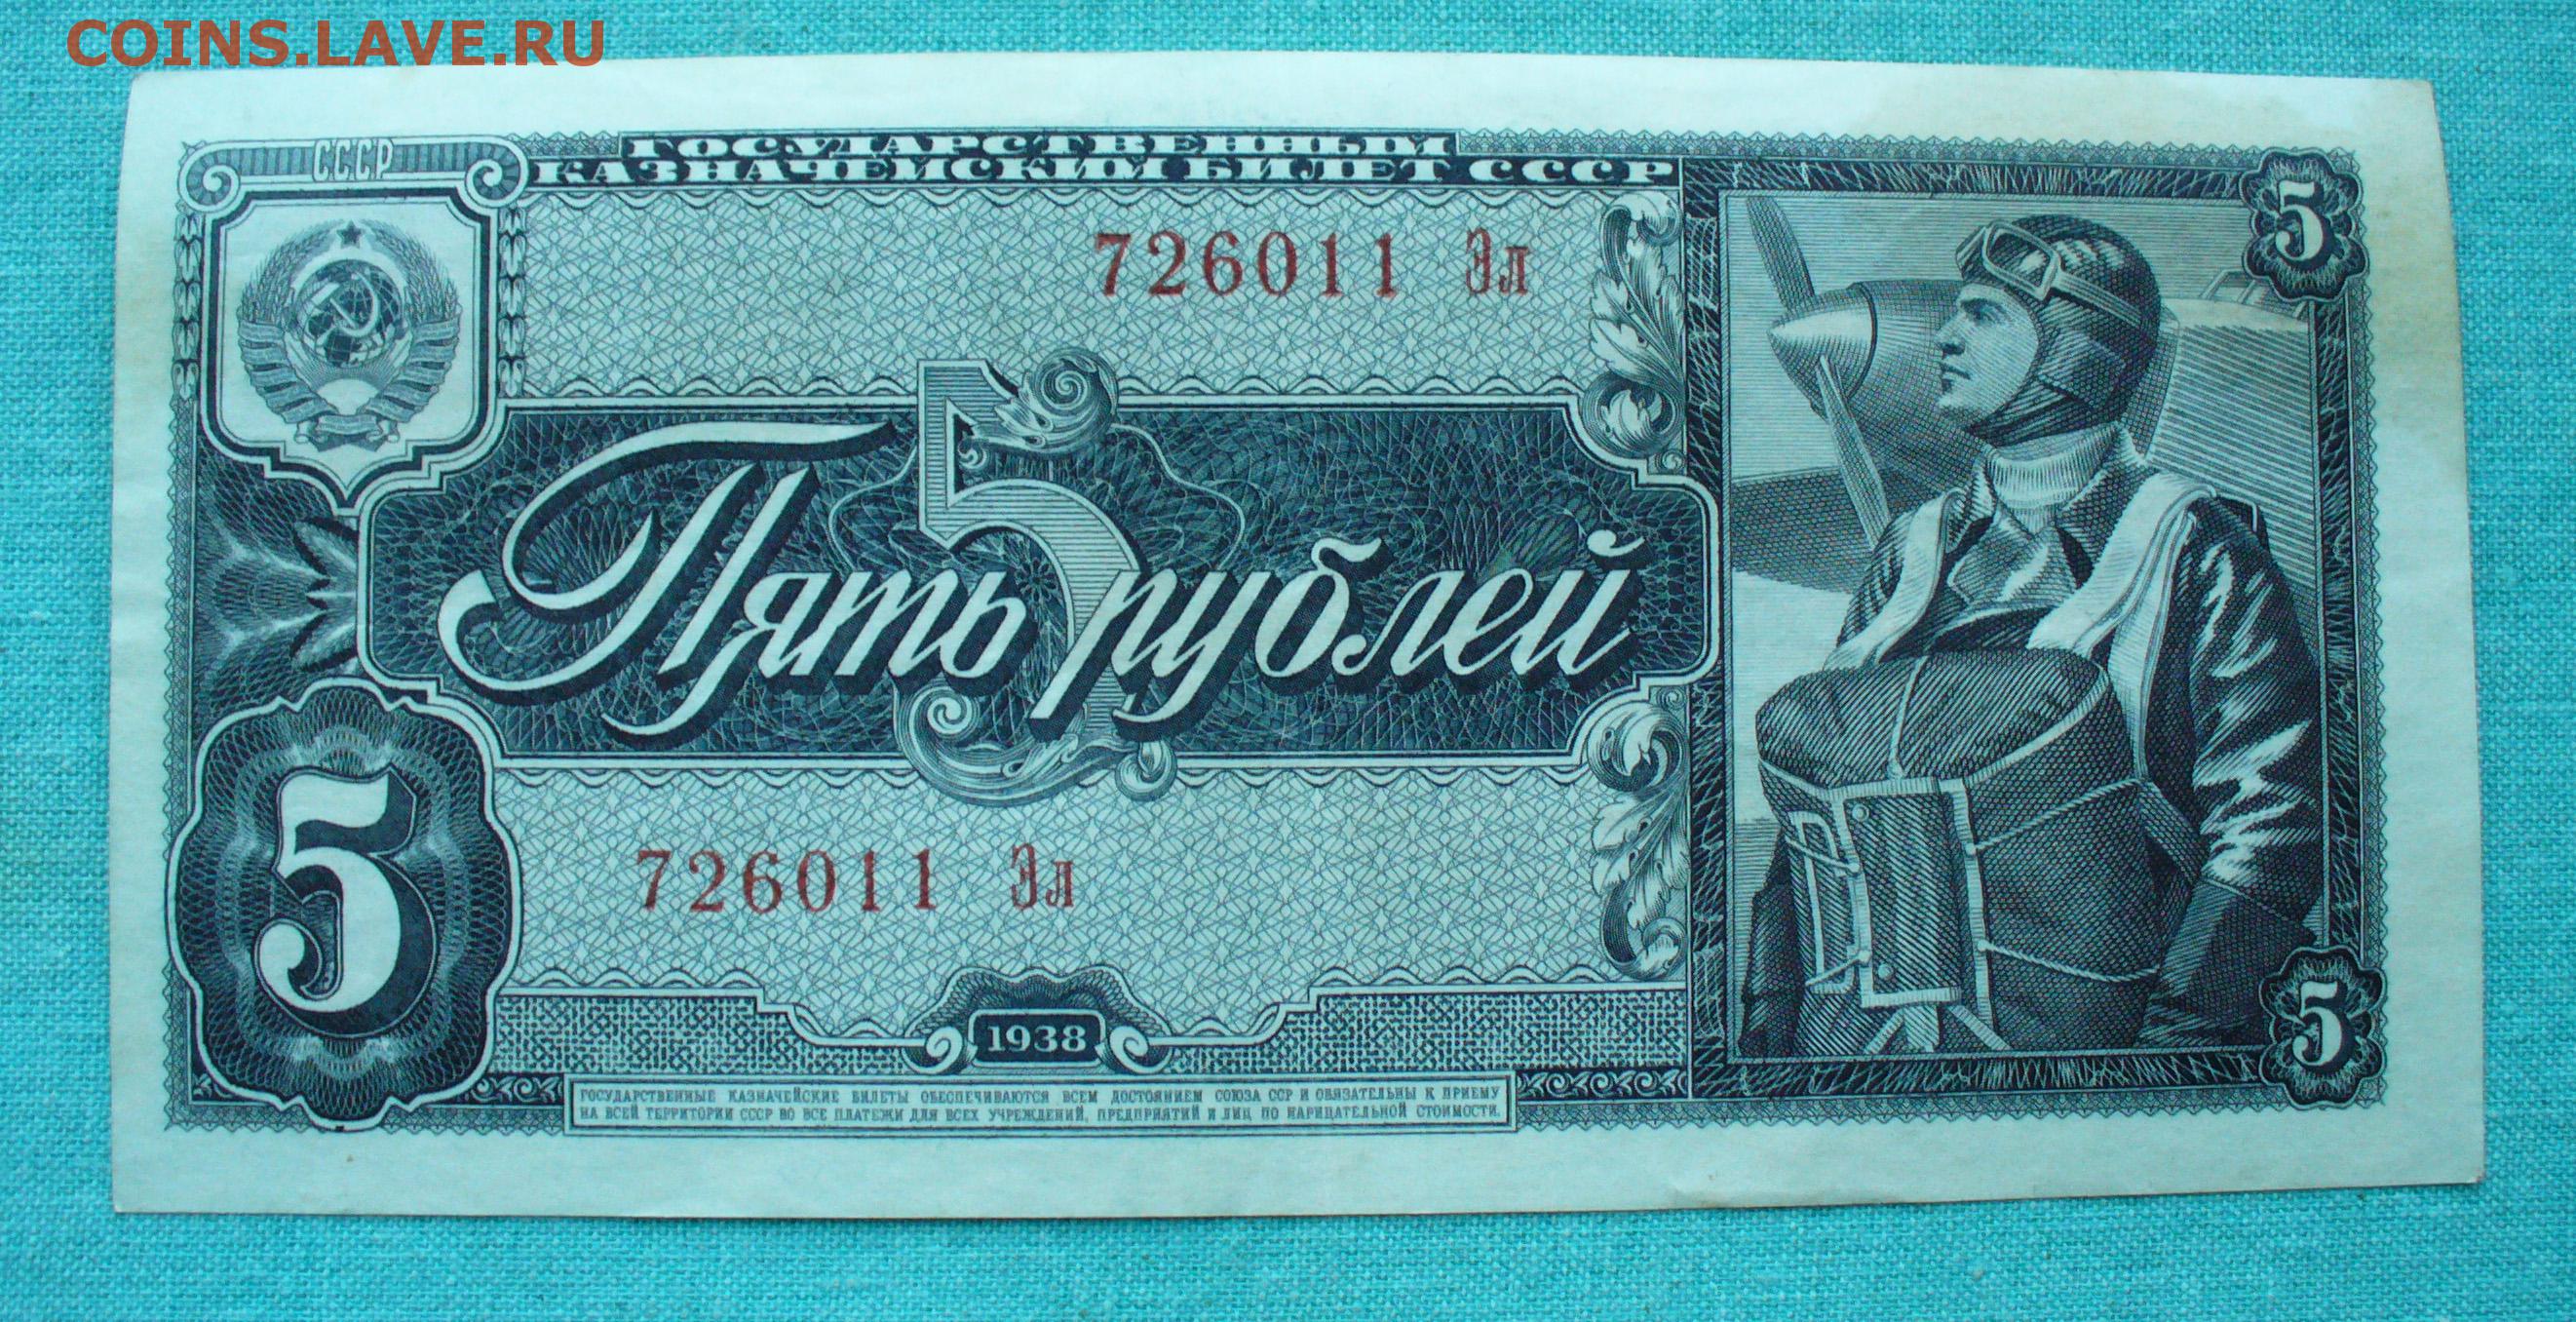 COINS.LAVE.RU
СССР
ГОСУДАРСТВЕННЫЙ
КАЗНАЧЕЙСКИЙ БИЛЕТ СССР
5
726011 Эл
5
Пять рублей
5
726011 Эл
1938
5
ГОСУДАРСТВЕННЫЕ КАЗНАЧЕЙСКИЕ БИЛЕТЫ ОБЕСПЕЧИВАЮТСЯ ВСЕМ ДОСТОЯНИЕМ СОЮЗА ССР И ОБЯЗАТЕЛЬНЫ К ПРИЕМУ
НА ВСЕЙ ТЕРРИТОРИИ СССР ВО ВСЕ ПЛАТЕЖИ ДЛЯ ВСЕХ УЧРЕЖДЕНИЙ, ПРЕДПРИЯТИЙ И ЛИЦ ПО НАРИЦАТЕЛЬНОЙ СТОИМОСТИ.